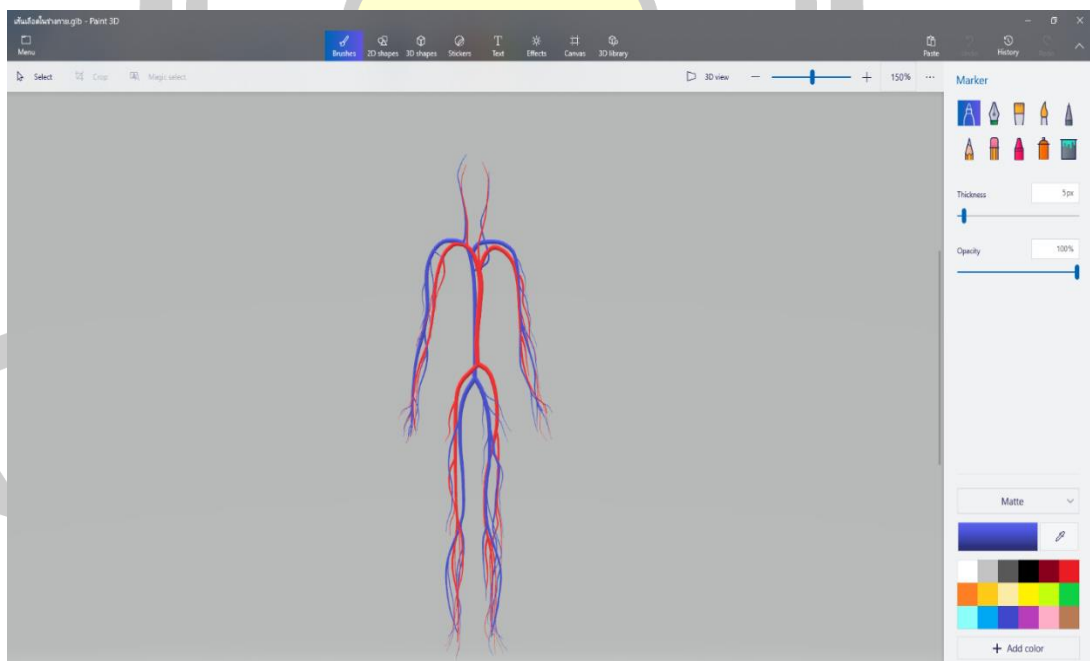 เส้นเลือดในร่างกาย.glb - Paint 3D
Menu
Brushes
2D shapes
3D shapes
Stickers
Text
Effects
Canvas
3D library
Paste
Undo
History
Redo
Select
Crop
Magic select
3D view
150%
Marker
Thickness
5px
Opacity
100%
Matte
+ Add color